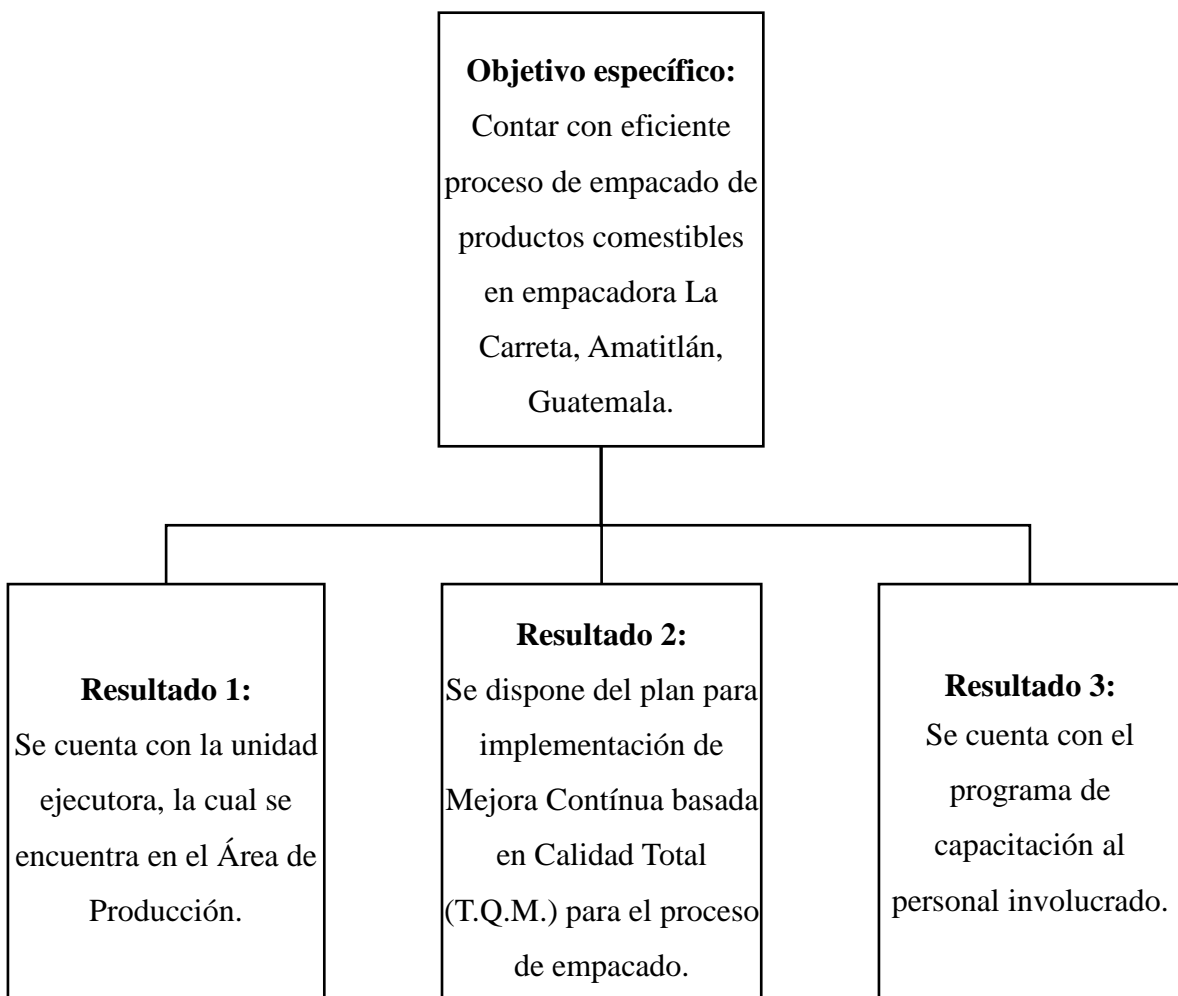 Objetivo específico:
Contar con eficiente
proceso de empacado de
productos comestibles
en empacadora La
Carreta, Amatitlán,
Guatemala.
Resultado 1:
Se cuenta con la unidad
ejecutora, la cual se
encuentra en el Área de
Producción.
Resultado 2:
Se dispone del plan para
implementación de
Mejora Contínua basada
en Calidad Total
(T.Q.M.) para el proceso
de empacado.
Resultado 3:
Se cuenta con el
programa de
capacitación al
personal involucrado.